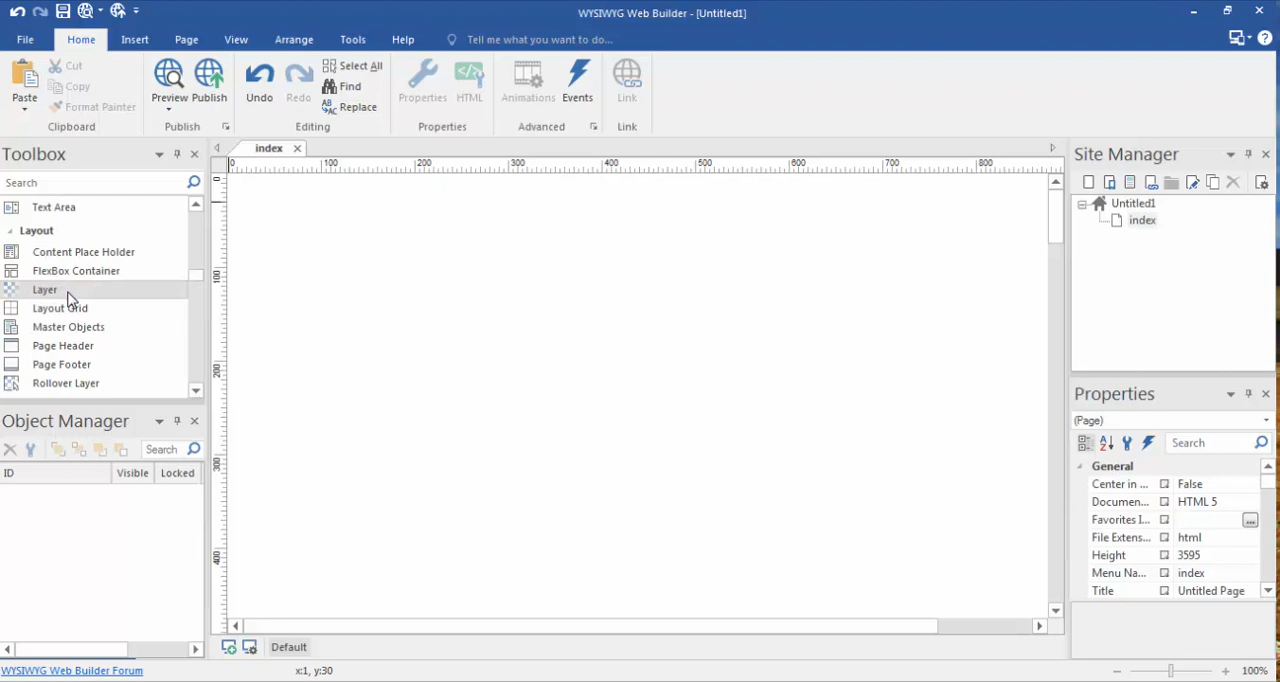 WYSIWYG Web Builder - [Untitled1]
File Home Insert Page View Arrange Tools Help Tell me what you want to do...
Paste
Cut
Copy
Format Painter
Preview Publish
Undo Redo
Select All
Find
Replace
Properties HTML
Animations Events
Link
Clipboard Publish Editing Properties Advanced Link
Toolbox
Search
Text Area
Layout
Content Place Holder
FlexBox Container
Layer
Layout Grid
Master Objects
Page Header
Page Footer
Rollover Layer
Object Manager
Search
ID Visible Locked
WYSIWYG Web Builder Forum
index
0 100 200 300 400 500 600 700 800
0
100
200
300
400
Default
x:1, y:30
Site Manager
Untitled1
index
Properties
(Page)
Search
General
Center in ... False
Documen... HTML 5
Favorites I...
File Extens... html
Height 3595
Menu Na... index
Title Untitled Page
100%